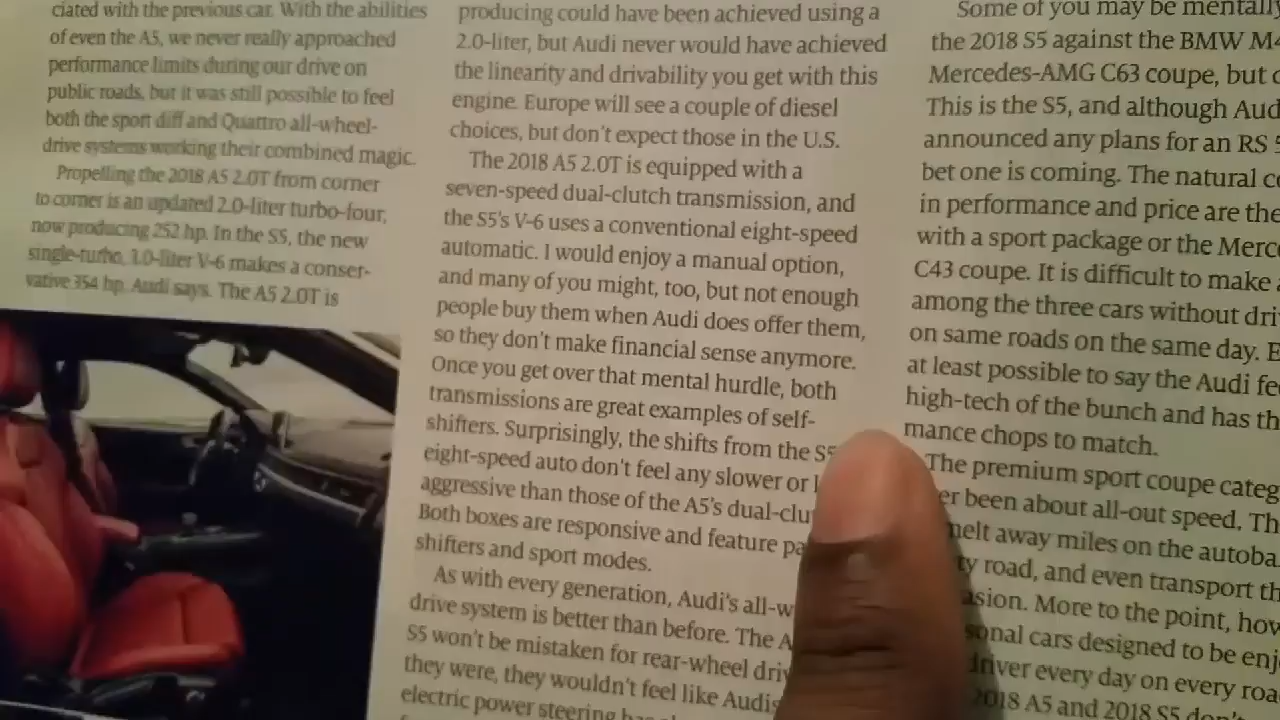 ciated with the previous car. With the abilities
of even the A5, we never really approached
performance limits during our drive on
public roads, but it was still possible to feel
both the sport diff and Quattro all-wheel-
drive systems working their combined magic.
Propelling the 2018 A5 2.0T from corner
to corner is an updated 2.0-liter turbo-four,
now producing 252 hp. In the S5, the new
single-turbo, 3.0-liter V-6 makes a conser-
vative 354 hp, Audi says. The A5 2.0T is
producing could have been achieved using a
2.0-liter, but Audi never would have achieved
the linearity and drivability you get with this
engine. Europe will see a couple of diesel
choices, but don't expect those in the U.S.
The 2018 A5 2.0T is equipped with a
seven-speed dual-clutch transmission, and
the S5's V-6 uses a conventional eight-speed
automatic. I would enjoy a manual option,
and many of you might, too, but not enough
people buy them when Audi does offer them,
so they don't make financial sense anymore.
Once you get over that mental hurdle, both
transmissions are great examples of self-
shifters. Surprisingly, the shifts from the S5
eight-speed auto don't feel any slower or
aggressive than those of the A5's dual-clu
Both boxes are responsive and feature pa
shifters and sport modes.
As with every generation, Audi's all-w
drive system is better than before. The A
S5 won't be mistaken for rear-wheel driv
they were, they wouldn't feel like Audis
electric power steering
Some of you may be mentally
the 2018 S5 against the BMW M4
Mercedes-AMG C63 coupe, but
This is the S5, and although Aud
announced any plans for an RS
bet one is coming. The natural co
in performance and price are the
with a sport package or the Merc
C43 coupe. It is difficult to make
among the three cars without dri
on same roads on the same day. E
at least possible to say the Audi fe
high-tech of the bunch and has th
mance chops to match.
The premium sport coupe categ
er been about all-out speed. Th
melt away miles on the autoba
ty road, and even transport th
asion. More to the point, how
sonal cars designed to be enj
driver every day on every roa
2018 A5 and 2018 S5 don't